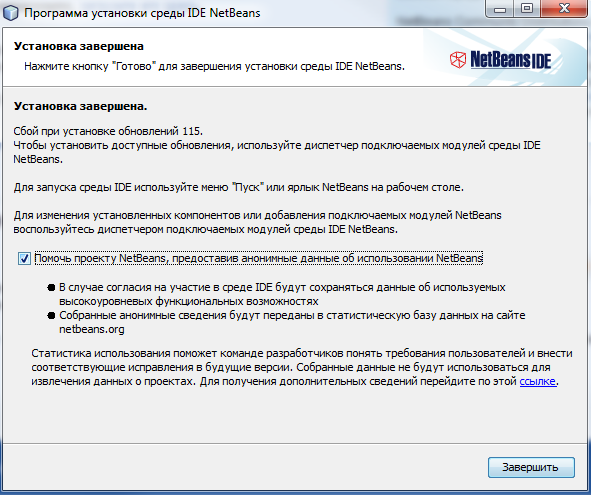 Программа установки среды IDE NetBeans
Установка завершена
Нажмите кнопку "Готово" для завершения установки среды IDE NetBeans.
NetBeans IDE
Установка завершена.
Сбой при установке обновлений 115.
Чтобы установить доступные обновления, используйте диспетчер подключаемых модулей среды IDE
NetBeans.
Для запуска среды IDE используйте меню "Пуск" или ярлык NetBeans на рабочем столе.
Для изменения установленных компонентов или добавления подключаемых модулей NetBeans
воспользуйтесь диспетчером подключаемых модулей среды IDE NetBeans.
Помочь проекту NetBeans, предоставив анонимные данные об использовании NetBeans
● В случае согласия на участие в среде IDE будут сохраняться данные об используемых
высокоуровневых функциональных возможностях
● Собранные анонимные сведения будут переданы в статистическую базу данных на сайте
netbeans.org
Статистика использования поможет команде разработчиков понять требования пользователей и внести
соответствующие исправления в будущие версии. Собранные данные не будут использоваться для
извлечения данных о проектах. Для получения дополнительных сведений перейдите по этой ссылке.
Завершить